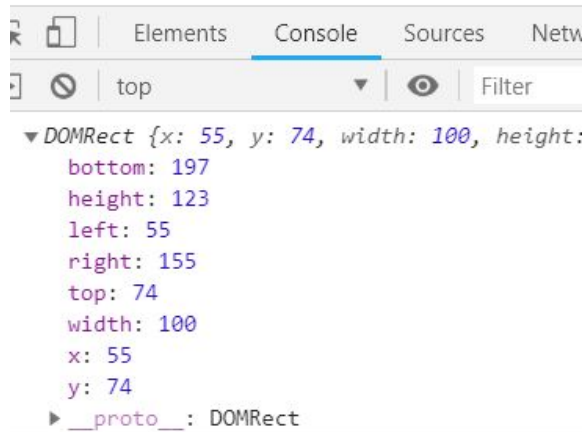 Elements Console Sources Netw
top Filter
DOMRect {x: 55, y: 74, width: 100, height:
bottom: 197
height: 123
left: 55
right: 155
top: 74
width: 100
x: 55
y: 74
__proto__: DOMRect